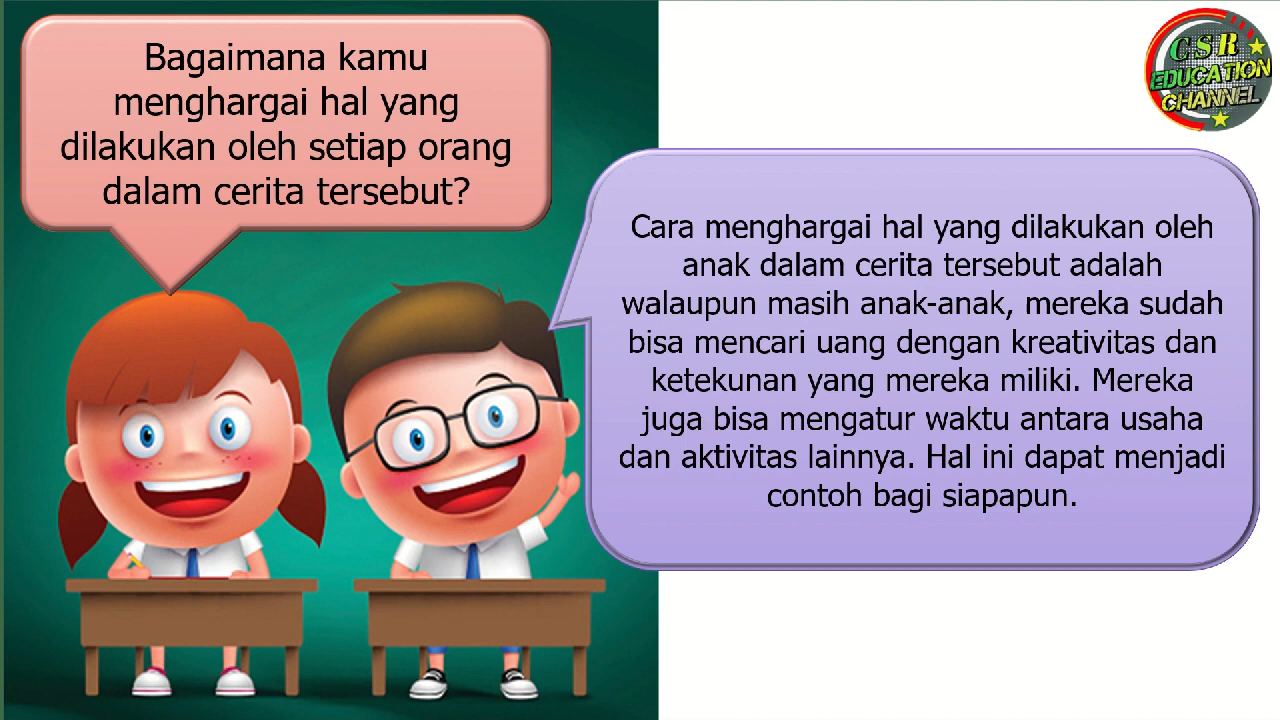 Bagaimana kamu
menghargai hal yang
dilakukan oleh setiap orang
dalam cerita tersebut?
CSR
EDUCATION
CHANNEL
Cara menghargai hal yang dilakukan oleh
anak dalam cerita tersebut adalah
walaupun masih anak-anak, mereka sudah
bisa mencari uang dengan kreativitas dan
ketekunan yang mereka miliki. Mereka
juga bisa mengatur waktu antara usaha
dan aktivitas lainnya. Hal ini dapat menjadi
contoh bagi siapapun.